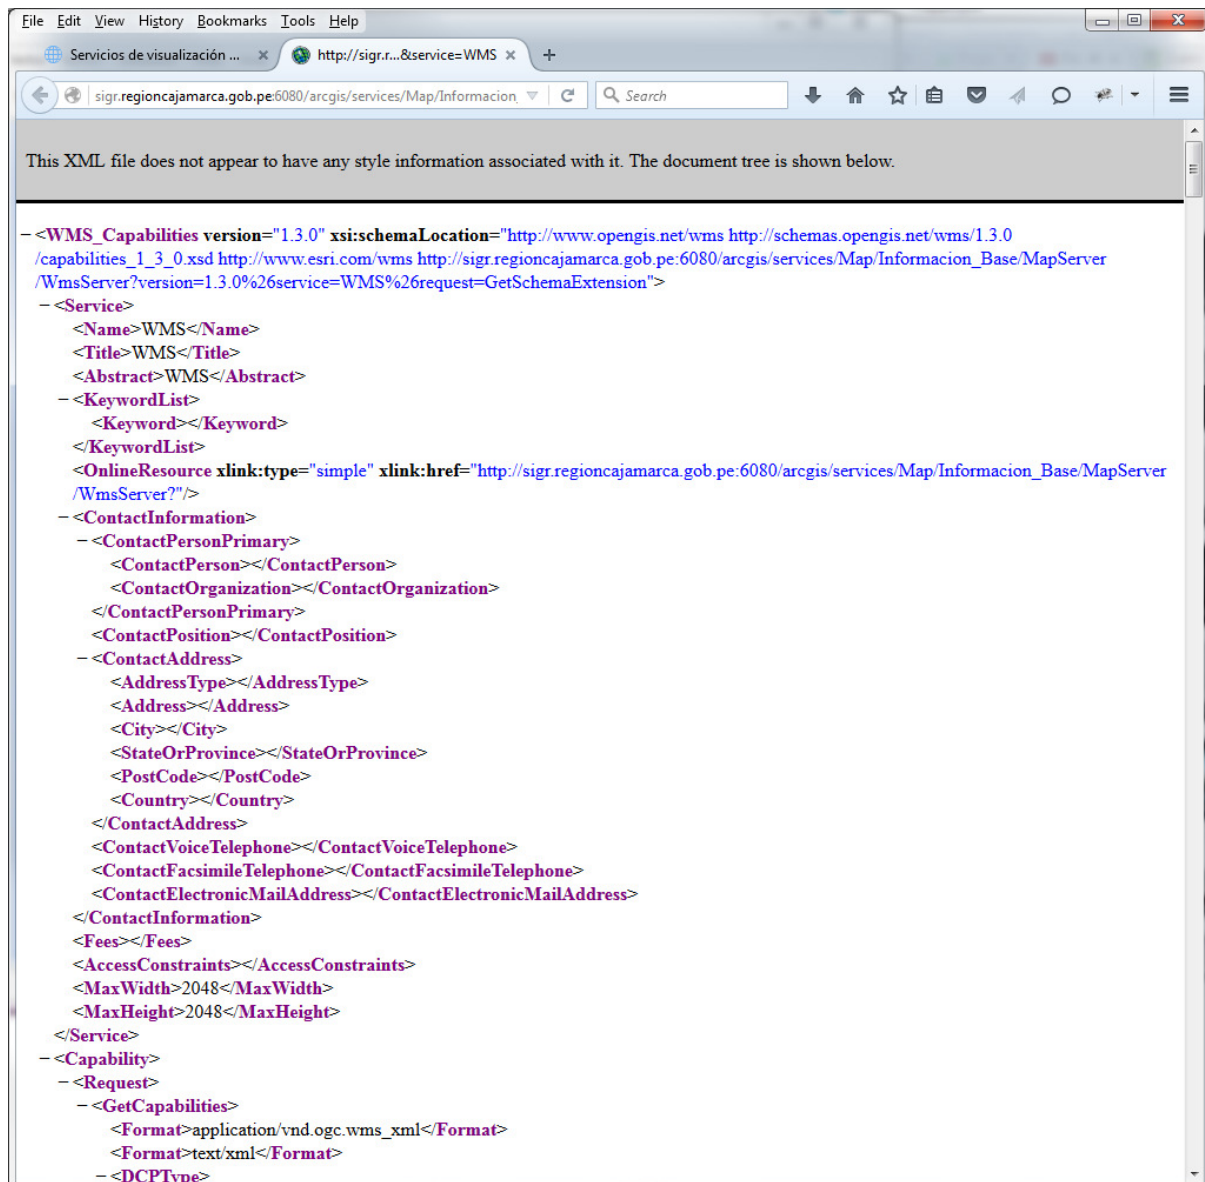 File Edit View History Bookmarks Tools Help
Servicios de visualización ... × http://sigr.r...&service=WMS × +
sigr.regioncajamarca.gob.pe:6080/arcgis/services/Map/Informacion_ Search
This XML file does not appear to have any style information associated with it. The document tree is shown below.
−<WMS_Capabilities version="1.3.0" xsi:schemaLocation="http://www.opengis.net/wms http://schemas.opengis.net/wms/1.3.0
/capabilities_1_3_0.xsd http://www.esri.com/wms http://sigr.regioncajamarca.gob.pe:6080/arcgis/services/Map/Informacion_Base/MapServer
/WmsServer?version=1.3.0%26service=WMS%26request=GetSchemaExtension">
−<Service>
<Name>WMS</Name>
<Title>WMS</Title>
<Abstract>WMS</Abstract>
−<KeywordList>
<Keyword></Keyword>
</KeywordList>
<OnlineResource xlink:type="simple" xlink:href="http://sigr.regioncajamarca.gob.pe:6080/arcgis/services/Map/Informacion_Base/MapServer
/WmsServer?"/>
−<ContactInformation>
−<ContactPersonPrimary>
<ContactPerson></ContactPerson>
<ContactOrganization></ContactOrganization>
</ContactPersonPrimary>
<ContactPosition></ContactPosition>
−<ContactAddress>
<AddressType></AddressType>
<Address></Address>
<City></City>
<StateOrProvince></StateOrProvince>
<PostCode></PostCode>
<Country></Country>
</ContactAddress>
<ContactVoiceTelephone></ContactVoiceTelephone>
<ContactFacsimileTelephone></ContactFacsimileTelephone>
<ContactElectronicMailAddress></ContactElectronicMailAddress>
</ContactInformation>
<Fees></Fees>
<AccessConstraints></AccessConstraints>
<MaxWidth>2048</MaxWidth>
<MaxHeight>2048</MaxHeight>
</Service>
−<Capability>
−<Request>
−<GetCapabilities>
<Format>application/vnd.ogc.wms_xml</Format>
<Format>text/xml</Format>
−<DCPType>